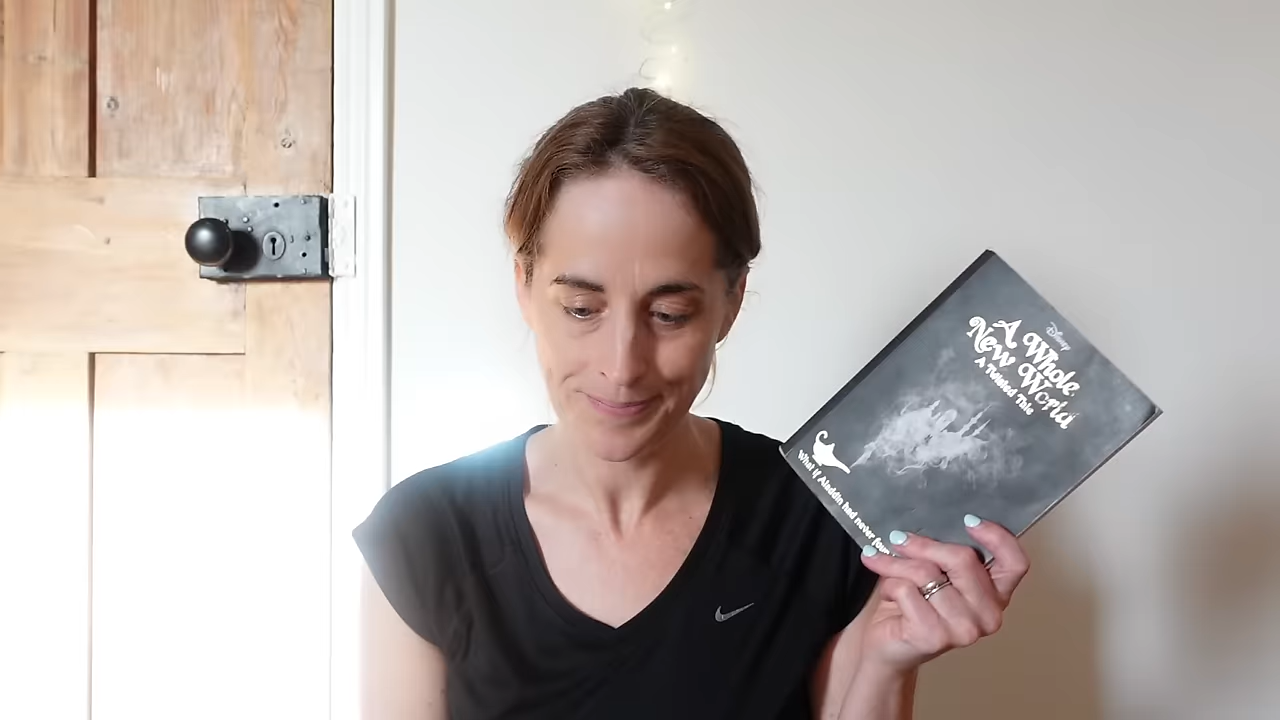 Disney
A Whole
New World
A Twisted Tale
What if Aladdin had never